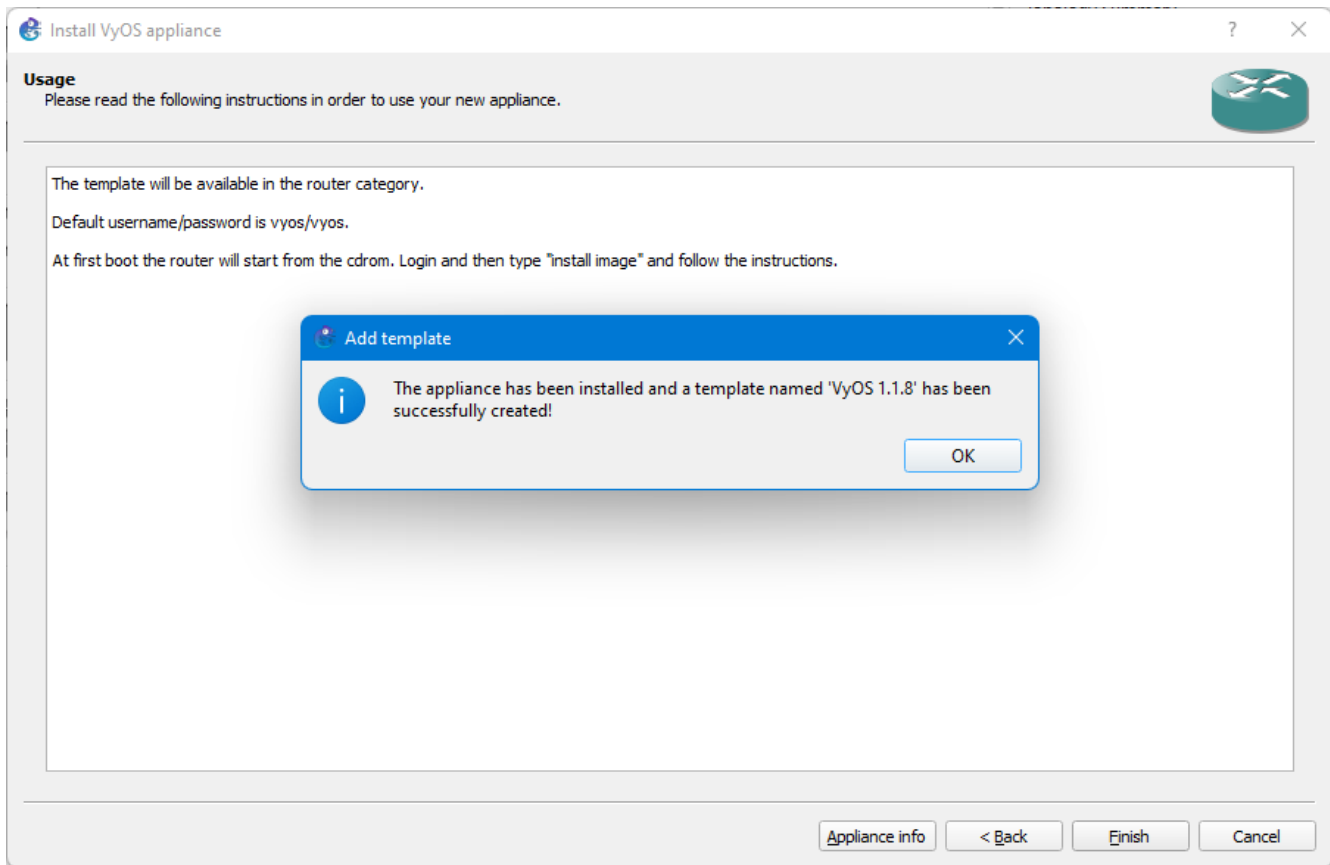 Install VyOS appliance
?
Usage
Please read the following instructions in order to use your new appliance.
The template will be available in the router category.
Default username/password is vyos/vyos.
At first boot the router will start from the cdrom. Login and then type "install image" and follow the instructions.
Add template
The appliance has been installed and a template named 'VyOS 1.1.8' has been
successfully created!
OK
Appliance info
< Back
Finish
Cancel